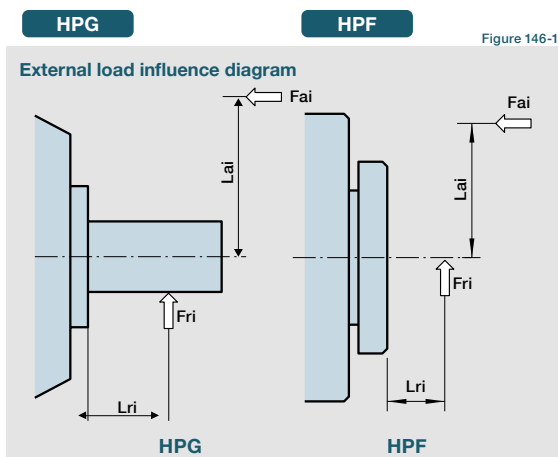 HPG
HPF
Figure 146-1
External load influence diagram
Fai
Lai
Fri
Lri
HPG
Fai
Lai
Fri
Lri
HPF